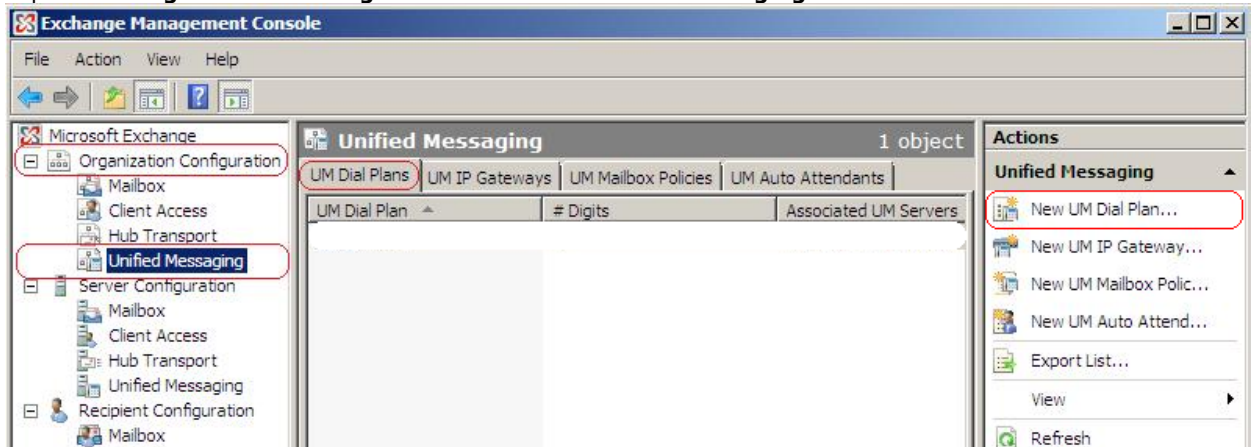 Exchange Management Console
File Action View Help
Microsoft Exchange
Organization Configuration
Mailbox
Client Access
Hub Transport
Unified Messaging
Server Configuration
Mailbox
Client Access
Hub Transport
Unified Messaging
Recipient Configuration
Mailbox
Unified Messaging 1 object
UM Dial Plans UM IP Gateways UM Mailbox Policies UM Auto Attendants
UM Dial Plan # Digits Associated UM Servers
Actions
Unified Messaging
New UM Dial Plan...
New UM IP Gateway...
New UM Mailbox Polic...
New UM Auto Attend...
Export List...
View
Refresh